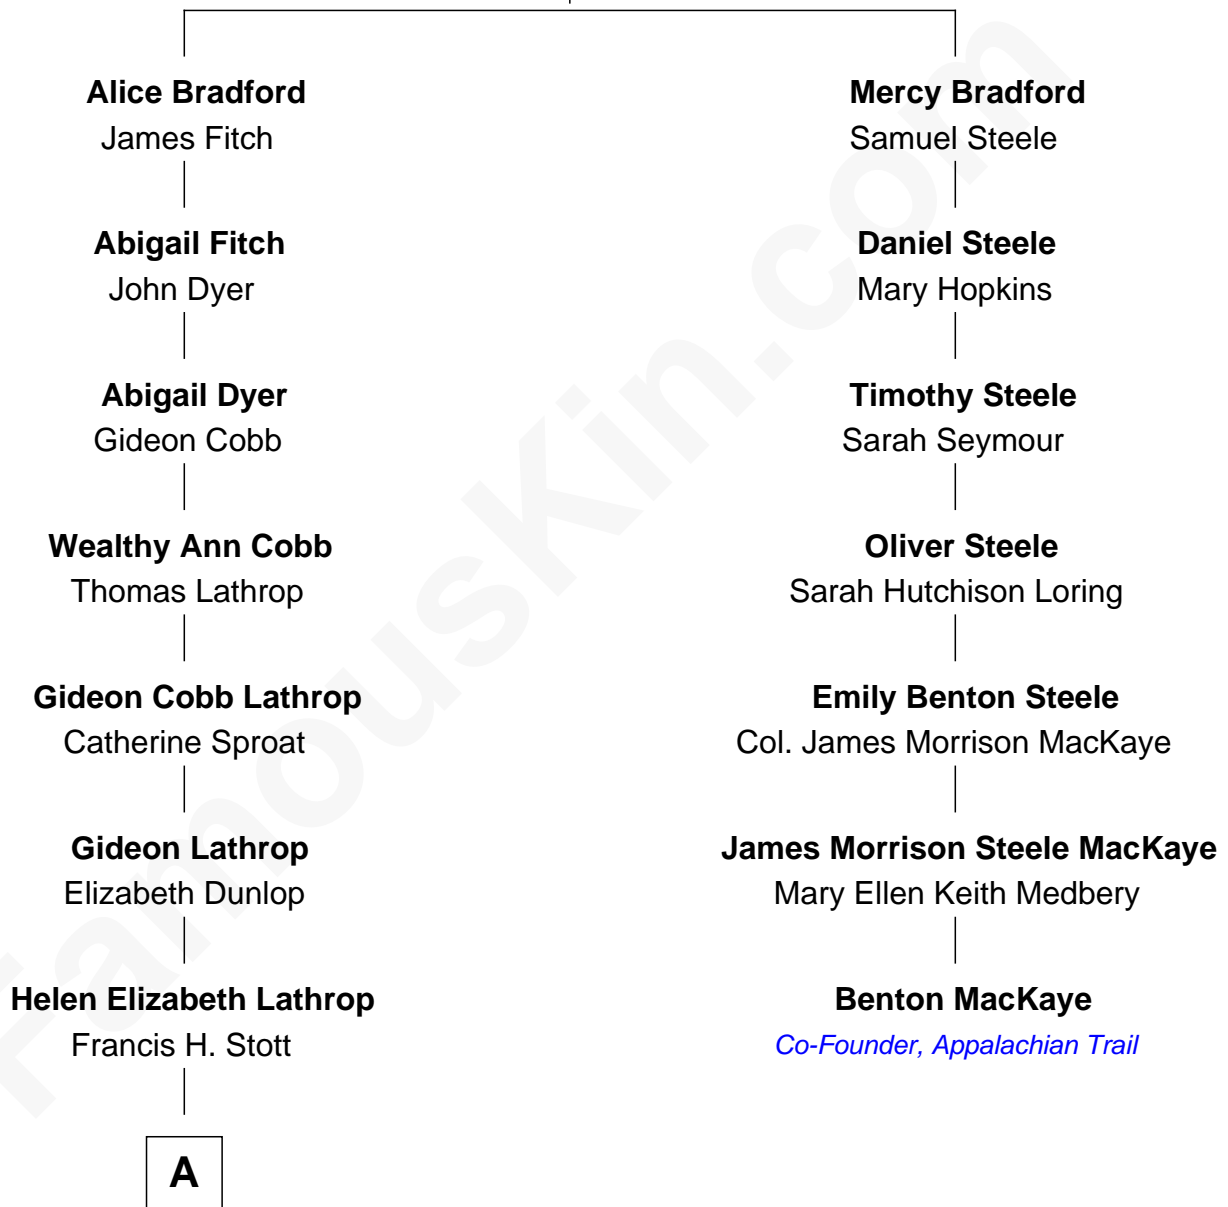 Alice Bradford
James Fitch
Abigail Fitch
John Dyer
Abigail Dyer
Gideon Cobb
Wealthy Ann Cobb
Thomas Lathrop
Gideon Cobb Lathrop
Catherine Sproat
Gideon Lathrop
Elizabeth Dunlop
Helen Elizabeth Lathrop
Francis H. Stott
A
Mercy Bradford
Samuel Steele
Daniel Steele
Mary Hopkins
Timothy Steele
Sarah Seymour
Oliver Steele
Sarah Hutchison Loring
Emily Benton Steele
Col. James Morrison MacKaye
James Morrison Steele MacKaye
Mary Ellen Keith Medbery
Benton MacKaye
Co-Founder, Appalachian Trail
FamousKin.com